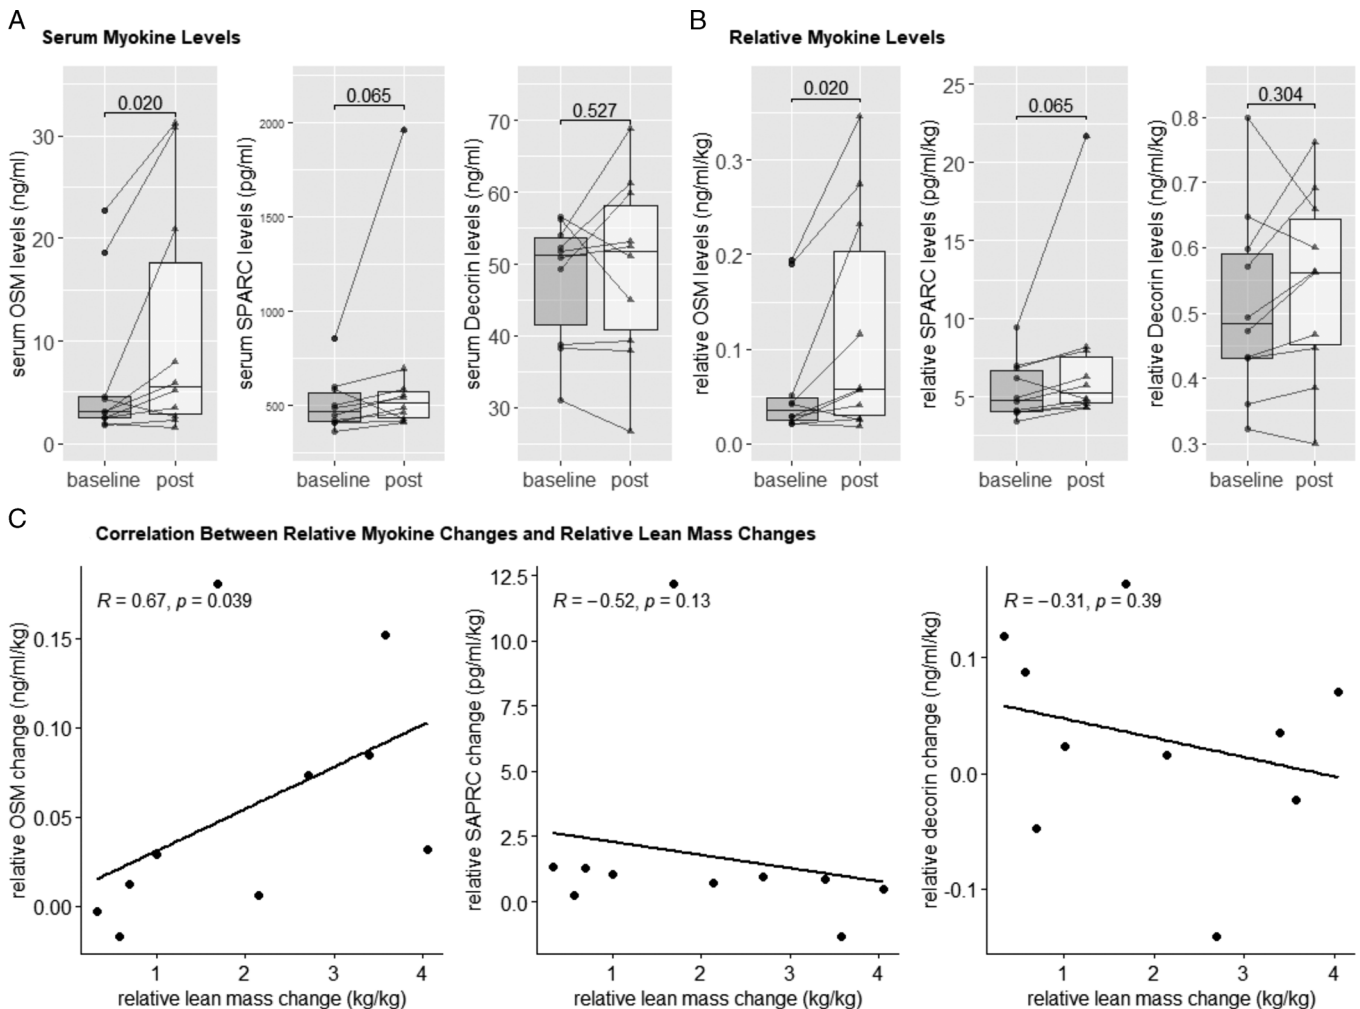 A
Serum Myokine Levels
serum OSM levels (ng/ml)
30
20
10
0
0.020
baseline post
serum SPARC levels (pg/ml)
2000
1500
1000
500
0.065
baseline post
serum Decorin levels (ng/ml)
70
60
50
40
30
0.527
baseline post
B
Relative Myokine Levels
relative OSM levels (ng/ml/kg)
0.3
0.2
0.1
0.0
0.020
baseline post
relative SPARC levels (pg/ml/kg)
25
22
15
10
5
0.065
baseline post
relative Decorin levels (ng/ml/kg)
0.8
0.7
0.6
0.5
0.4
0.3
0.304
baseline post
C
Correlation Between Relative Myokine Changes and Relative Lean Mass Changes
relative OSM change (ng/ml/kg)
0.15
0.10
0.05
0.00
R = 0.67, p = 0.039
1 2 3 4
relative lean mass change (kg/kg)
relative SAPRC change (pg/ml/kg)
12.5
10.0
7.5
5.0
2.5
0.0
R = −0.52, p = 0.13
1 2 3 4
relative lean mass change (kg/kg)
relative decorin change (ng/ml/kg)
0.1
0.0
-0.1
R = −0.31, p = 0.39
1 2 3 4
relative lean mass change (kg/kg)